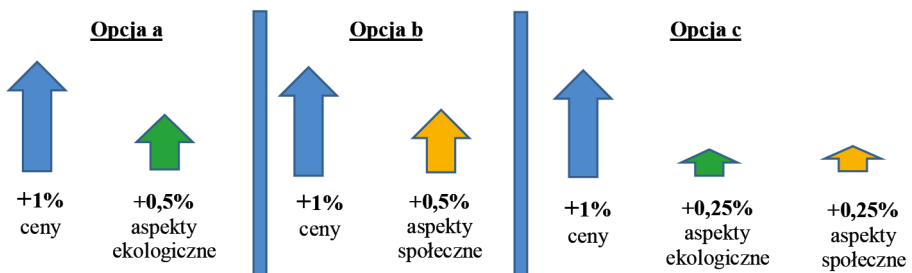 Opcja a
+1%
ceny
+0,5%
aspekty
ekologiczne
Opcja b
+1%
ceny
+0,5%
aspekty
społeczne
Opcja c
+1%
ceny
+0,25%
aspekty
ekologiczne
+0,25%
aspekty
społeczne